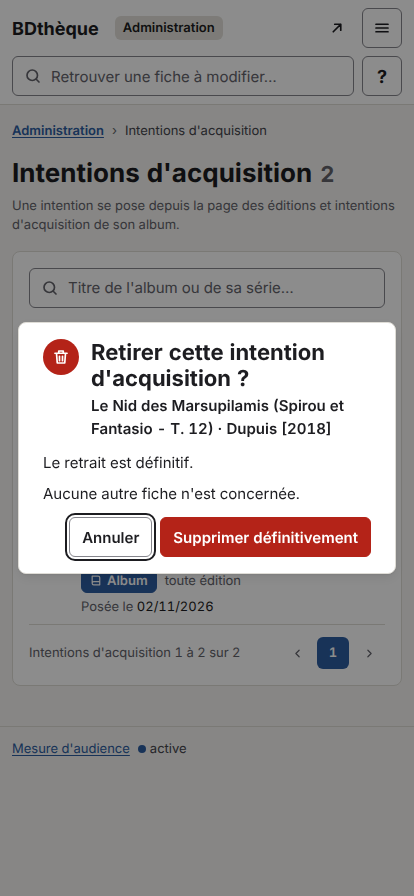 BDthèque Administration
Retrouver une fiche à modifier... ?
Administration › Intentions d'acquisition
Intentions d'acquisition 2
Une intention se pose depuis la page des éditions et intentions
d'acquisition de son album.
Titre de l'album ou de sa série...
Retirer cette intention
d'acquisition ?
Le Nid des Marsupilamis (Spirou et
Fantasio - T. 12) · Dupuis [2018]
Le retrait est définitif.
Aucune autre fiche n'est concernée.
Annuler Supprimer définitivement
Album toute édition
Posée le 02/11/2026
Intentions d'acquisition 1 à 2 sur 2 ‹ 1 ›
Mesure d'audience active